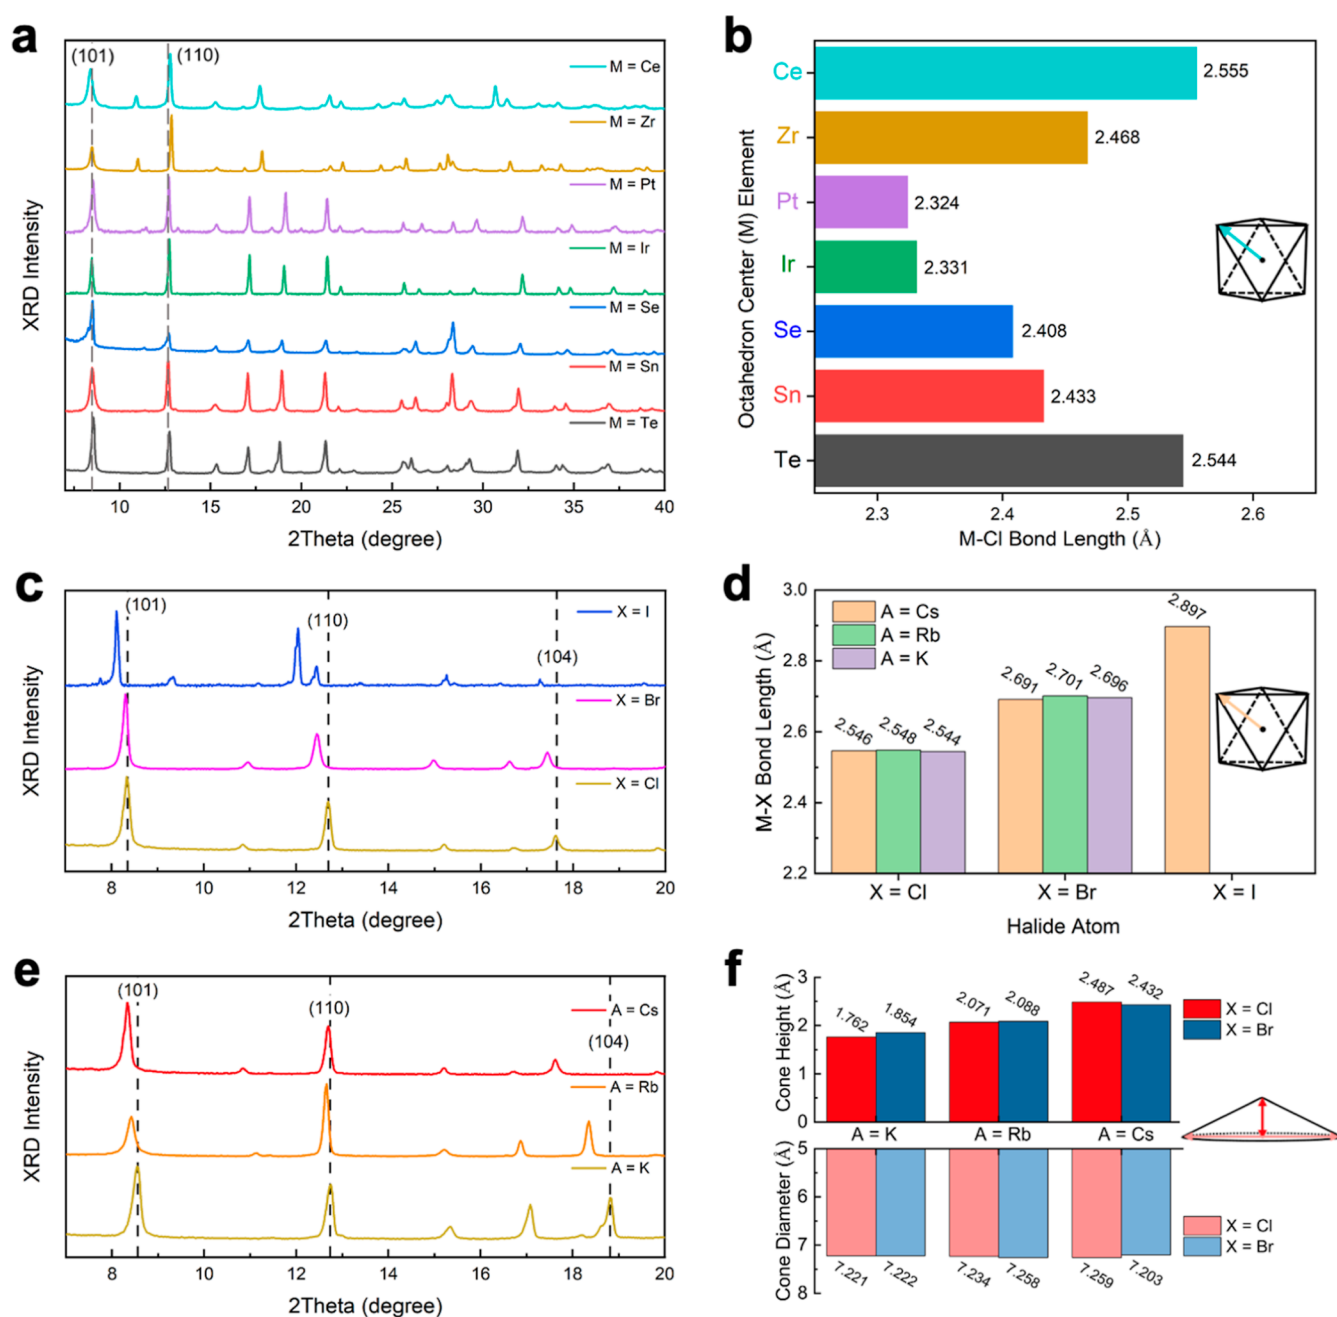 a
(101)
(110)
M = Ce
M = Zr
M = Pt
M = Ir
M = Se
M = Sn
M = Te
XRD Intensity
10 15 20 25 30 35 40
2Theta (degree)
b
Octahedron Center (M) Element
Ce
2.555
Zr
2.468
Pt
2.324
Ir
2.331
Se
2.408
Sn
2.433
Te
2.544
2.3 2.4 2.5 2.6
M-Cl Bond Length (Å)
c
(101)
(110)
(104)
X = I
X = Br
X = Cl
XRD Intensity
8 10 12 14 16 18 20
2Theta (degree)
d
M-X Bond Length (Å)
3.0
2.8
2.6
2.4
2.2
A = Cs
A = Rb
A = K
2.546 2.548 2.544
2.691 2.701 2.696
2.897
X = Cl X = Br X = I
Halide Atom
e
(101)
(110)
(104)
A = Cs
A = Rb
A = K
XRD Intensity
8 10 12 14 16 18 20
2Theta (degree)
f
Cone Height (Å)
3
2
1
0
1.762 1.854
2.071 2.088
2.487 2.432
X = Cl
X = Br
A = K A = Rb A = Cs
Cone Diameter (Å)
5
6
7
8
7.221 7.222
7.234 7.258
7.259 7.203
X = Cl
X = Br